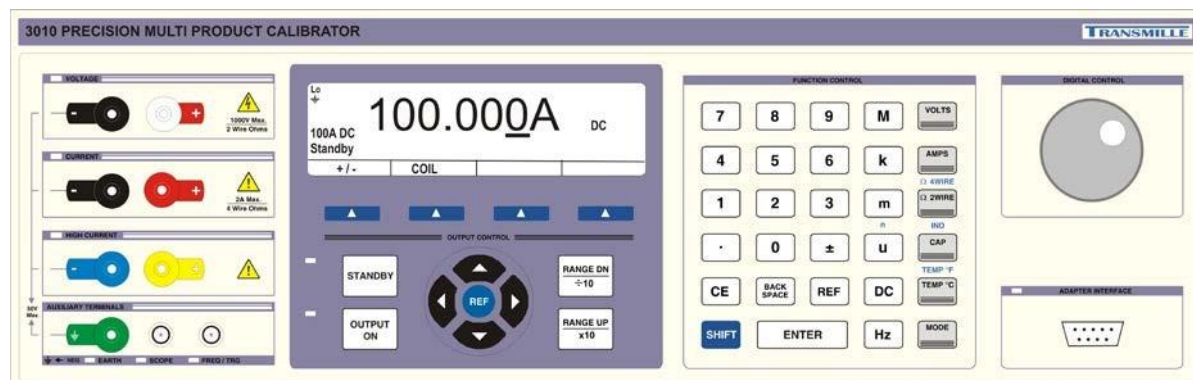 3010 PRECISION MULTI PRODUCT CALIBRATOR
TRANSMILLE
VOLTAGE
- +
1000V Max.
2 Wire Ohms
CURRENT
- +
2A Max.
4 Wire Ohms
HIGH CURRENT
- +
50V
Max
AUXILIARY TERMINALS
EARTH SCOPE FREQ / TRG
Lo
100.000A DC
100A DC
Standby
+/- COIL
OUTPUT CONTROL
STANDBY
REF
RANGE DN
÷10
OUTPUT
ON
RANGE UP
x10
FUNCTION CONTROL
7 8 9 M VOLTS
4 5 6 k AMPS
Ω 4WIRE
1 2 3 m Ω 2WIRE
n IND
. 0 ± u CAP
TEMP °F
CE BACK SPACE REF DC TEMP °C
SHIFT ENTER Hz MODE
DIGITAL CONTROL
ADAPTER INTERFACE